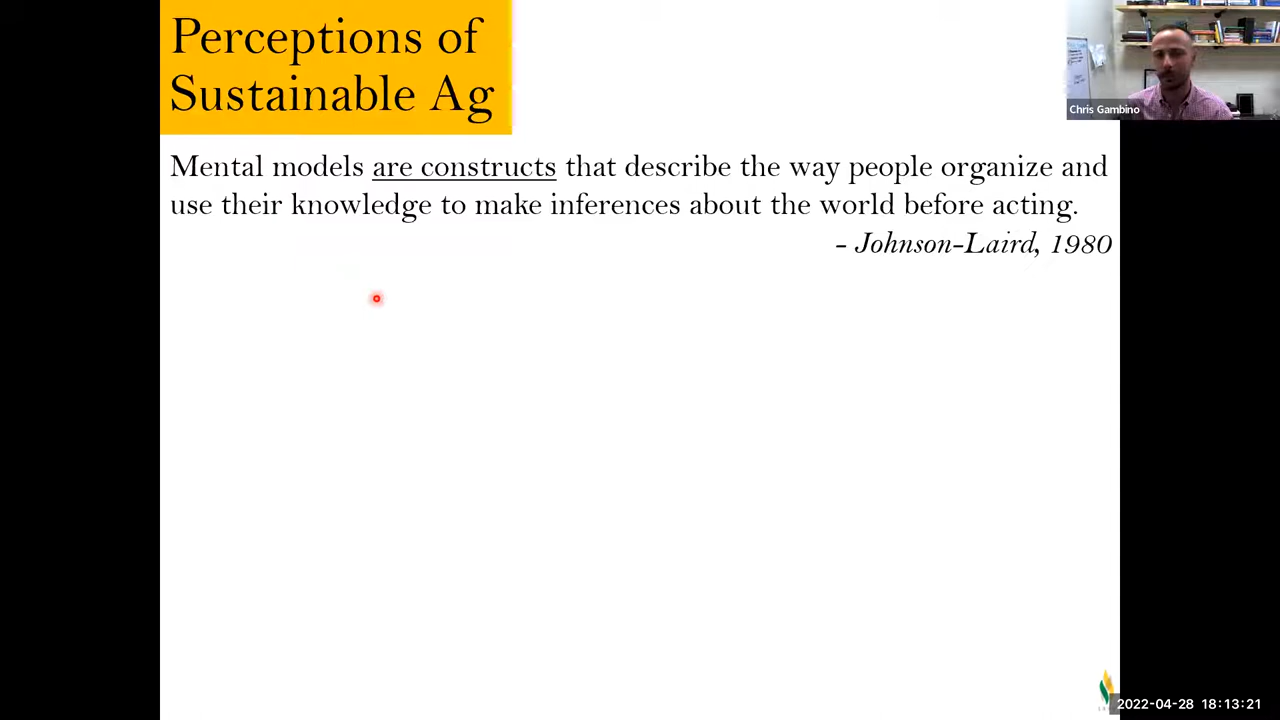 Perceptions of
Sustainable Ag
Chris Gambino
Mental models are constructs that describe the way people organize and
use their knowledge to make inferences about the world before acting.
- Johnson-Laird, 1980
2022-04-28 18:13:21